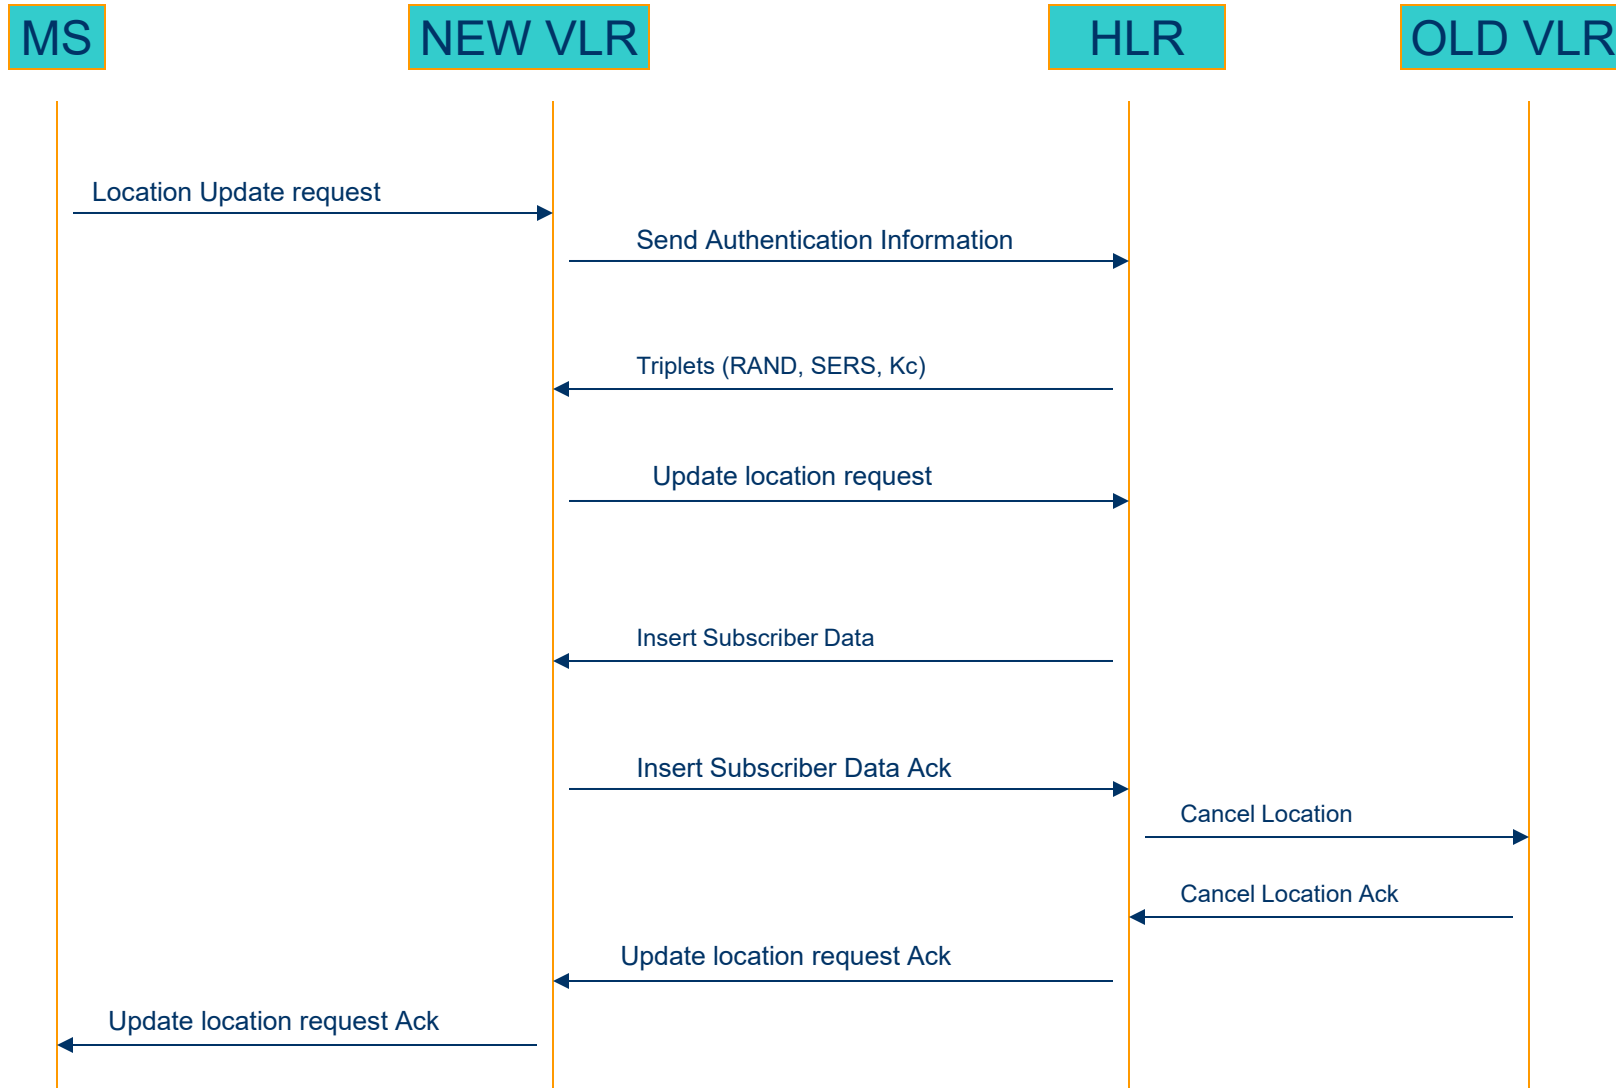 MS
NEW VLR
HLR
OLD VLR
Location Update request
Send Authentication Information
Triplets (RAND, SERS, Kc)
Update location request
Insert Subscriber Data
Insert Subscriber Data Ack
Cancel Location
Cancel Location Ack
Update location request Ack
Update location request Ack